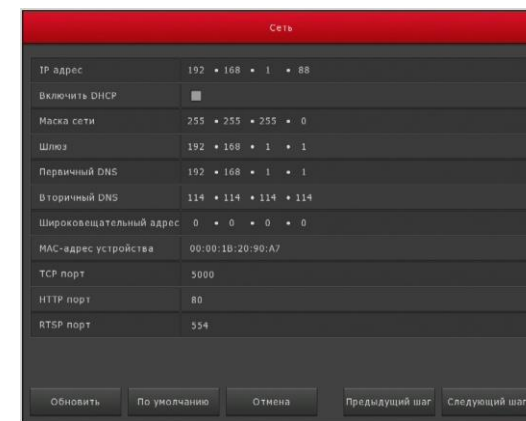 Сеть
IP адрес 192 • 168 • 1 • 88
Включить DHCP
Маска сети 255 • 255 • 255 • 0
Шлюз 192 • 168 • 1 • 1
Первичный DNS 192 • 168 • 1 • 1
Вторичный DNS 114 • 114 • 114 • 114
Широковещательный адрес 0 • 0 • 0 • 0
MAC-адрес устройства 00:00:1B:20:90:A7
TCP порт 5000
HTTP порт 80
RTSP порт 554
Обновить По умолчанию Отмена Предыдущий шаг Следующий шаг